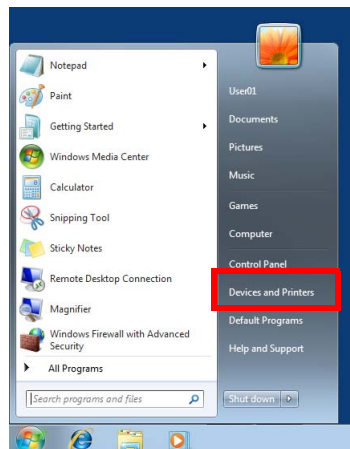 Notepad
Paint
Getting Started
Windows Media Center
Calculator
Snipping Tool
Sticky Notes
Remote Desktop Connection
Magnifier
Windows Firewall with Advanced
Security
All Programs
Search programs and files
User01
Documents
Pictures
Music
Games
Computer
Control Panel
Devices and Printers
Default Programs
Help and Support
Shut down